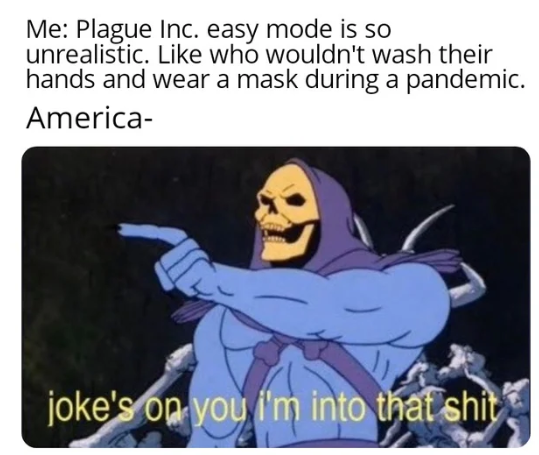 Me: Plague Inc. easy mode is so
unrealistic. Like who wouldn't wash their
hands and wear a mask during a pandemic.
America-
joke's on you i'm into that shit